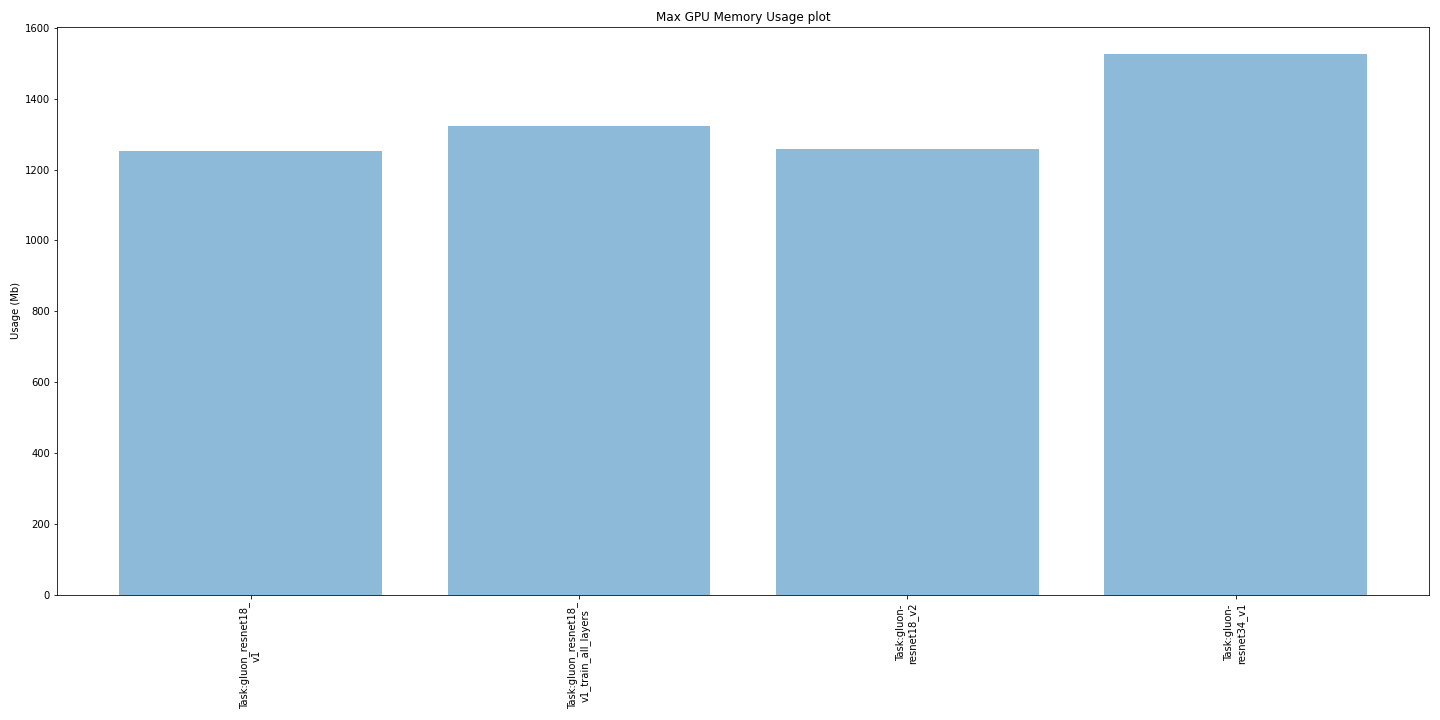 Max GPU Memory Usage plot
1600
1400
1200
1000
800
600
400
200
0
Usage (Mb)
Task:gluon_resnet18_
v1
Task:gluon_resnet18_
v1_train_all_layers
Task:gluon-
resnet18_v2
Task:gluon-
resnet34_v1